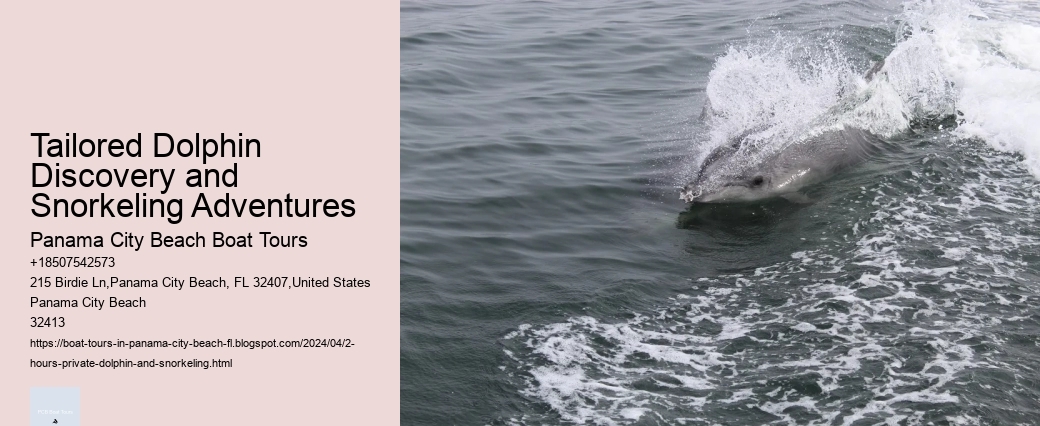 Tailored Dolphin
Discovery and
Snorkeling Adventures
Panama City Beach Boat Tours
+18507542573
215 Birdie Ln,Panama City Beach, FL 32407,United States
Panama City Beach
32413
https://boat-tours-in-panama-city-beach-fl.blogspot.com/2024/04/2-
hours-private-dolphin-and-snorkeling.html